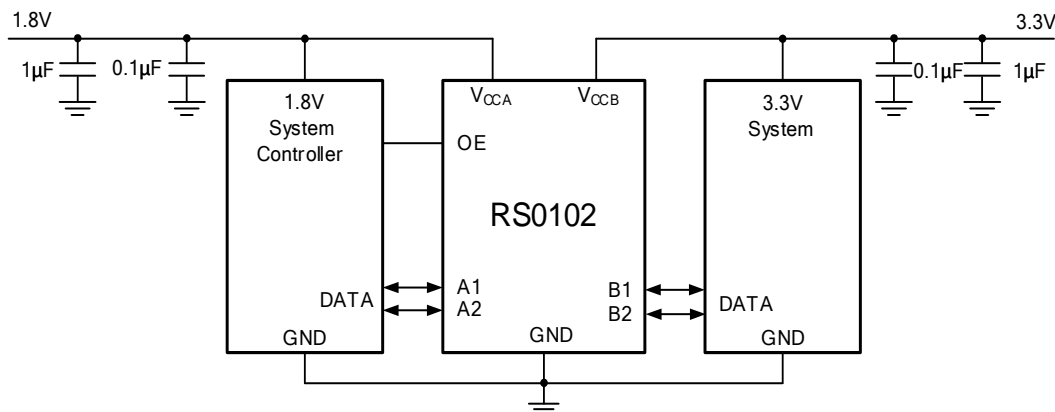 1.8V
3.3V
1µF
0.1µF
0.1µF
1µF
1.8V
System
Controller
VCCA
VCCB
3.3V
System
OE
RS0102
DATA
A1
A2
B1
B2
DATA
GND
GND
GND